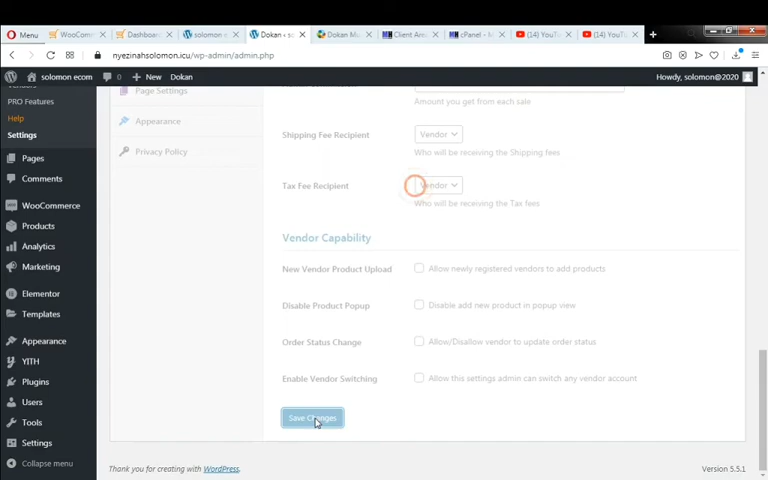 Menu
WooComm
Dashboard
solomon e
Dokan ‹ s
Dokan Mu
Client Area
cPanel - M
(14) YouT
(14) YouT
nyezinahsolomon.icu/wp-admin/admin.php
solomon ecom
0
New
Dokan
Howdy, solomon@2020
PRO Features
Help
Settings
Pages
Comments
WooCommerce
Products
Analytics
Marketing
Elementor
Templates
Appearance
YITH
Plugins
Users
Tools
Settings
Collapse menu
Page Settings
Appearance
Privacy Policy
Amount you get from each sale
Shipping Fee Recipient
Vendor
Who will be receiving the Shipping fees
Tax Fee Recipient
Vendor
Who will be receiving the Tax fees
Vendor Capability
New Vendor Product Upload
Allow newly registered vendors to add products
Disable Product Popup
Disable add new product in popup view
Order Status Change
Allow/Disallow vendor to update order status
Enable Vendor Switching
Allow this settings admin can switch any vendor account
Save Changes
Thank you for creating with WordPress.
Version 5.5.1